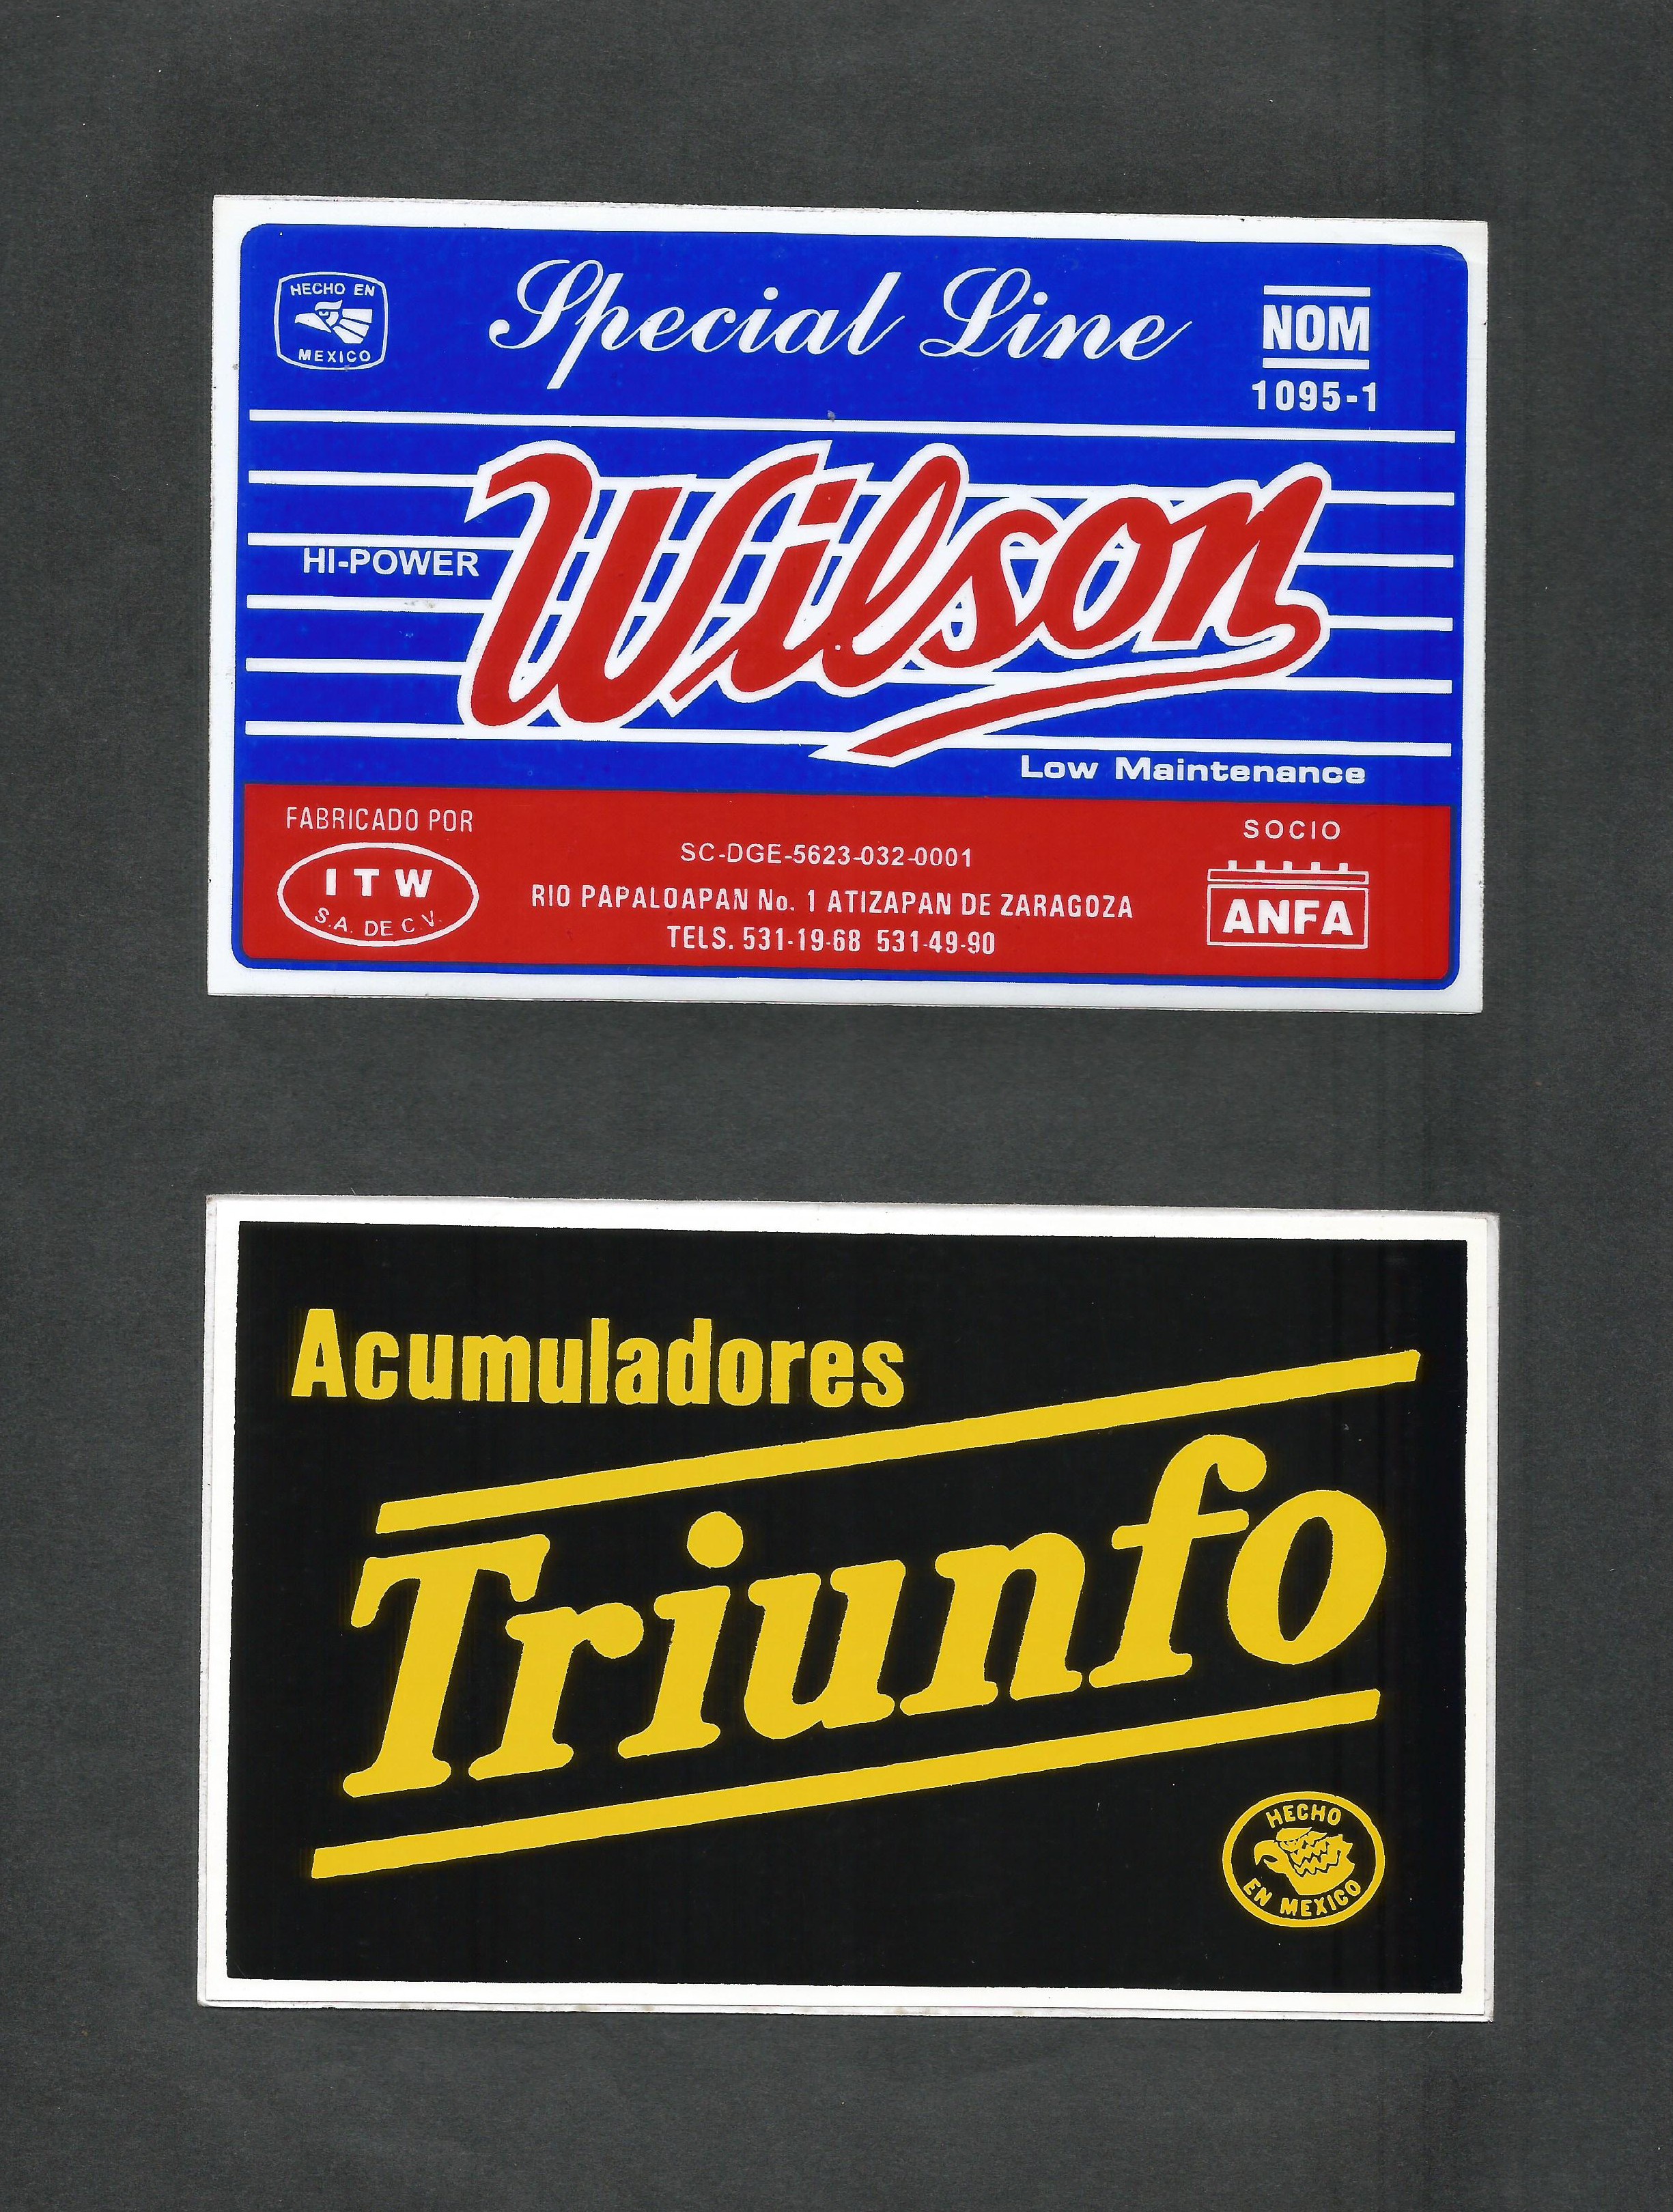 HECHO EN
MEXICO
Special Line
NOM
1095-1
HI-POWER
Wilson
Low Maintenance
FABRICADO POR
I T W
S.A. DE C.V.
SC-DGE-5623-032-0001
RIO PAPALOAPAN No. 1 ATIZAPAN DE ZARAGOZA
TELS. 531-19-68 531-49-90
SOCIO
ANFA
Acumuladores
Triunfo
HECHO
EN MEXICO